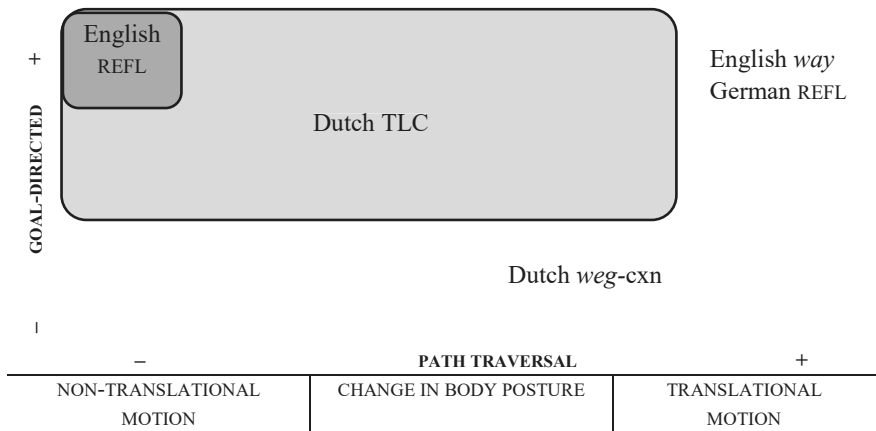 English
REFL
+
English way
German REFL
Dutch TLC
GOAL-DIRECTED
Dutch weg-cxn
–
– PATH TRAVERSAL +
NON-TRANSLATIONAL CHANGE IN BODY POSTURE TRANSLATIONAL
MOTION MOTION